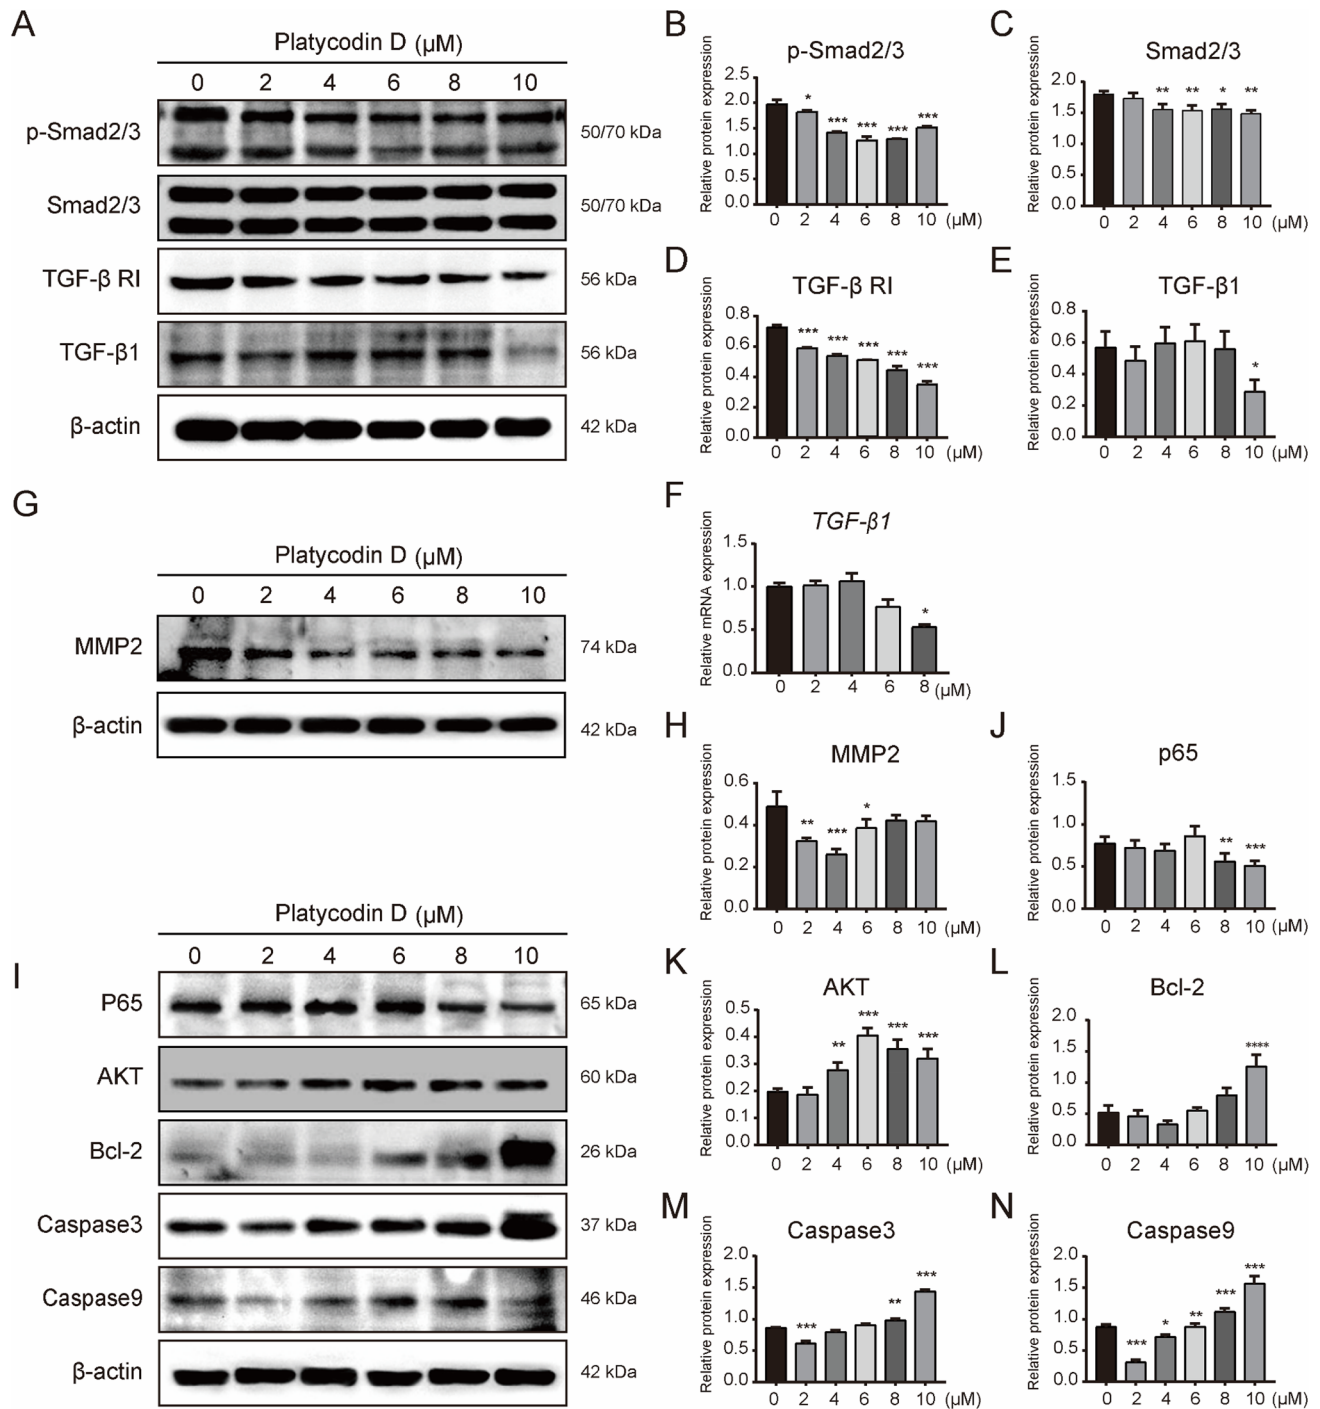 A
Platycodin D (μM)
0 2 4 6 8 10
p-Smad2/3 50/70 kDa
Smad2/3 50/70 kDa
TGF-β RI 56 kDa
TGF-β1 56 kDa
β-actin 42 kDa
B
p-Smad2/3
Relative protein expression
2.5
2.0
1.5
1.0
0.5
0.0
* *** *** *** ***
0 2 4 6 8 10 (μM)
C
Smad2/3
Relative protein expression
2.0
1.5
1.0
0.5
0.0
** ** * **
0 2 4 6 8 10 (μM)
D
TGF-β RI
Relative protein expression
0.8
0.6
0.4
0.2
0.0
*** *** *** *** ***
0 2 4 6 8 10 (μM)
E
TGF-β1
Relative protein expression
0.8
0.6
0.4
0.2
0.0
*
0 2 4 6 8 10 (μM)
F
TGF-β1
Relative mRNA expression
1.5
1.0
0.5
0.0
*
0 2 4 6 8 (μM)
G
Platycodin D (μM)
0 2 4 6 8 10
MMP2 74 kDa
β-actin 42 kDa
H
MMP2
Relative protein expression
0.6
0.4
0.2
0.0
** *** *
0 2 4 6 8 10 (μM)
J
p65
Relative protein expression
1.5
1.0
0.5
0.0
** ***
0 2 4 6 8 10 (μM)
I
Platycodin D (μM)
0 2 4 6 8 10
P65 65 kDa
AKT 60 kDa
Bcl-2 26 kDa
Caspase3 37 kDa
Caspase9 46 kDa
β-actin 42 kDa
K
AKT
Relative protein expression
0.5
0.4
0.3
0.2
0.1
0.0
** *** *** ***
0 2 4 6 8 10 (μM)
L
Bcl-2
Relative protein expression
2.0
1.5
1.0
0.5
0.0
****
0 2 4 6 8 10 (μM)
M
Caspase3
Relative protein expression
2.0
1.5
1.0
0.5
0.0
*** ** ***
0 2 4 6 8 10 (μM)
N
Caspase9
Relative protein expression
2.0
1.5
1.0
0.5
0.0
*** * ** *** ***
0 2 4 6 8 10 (μM)